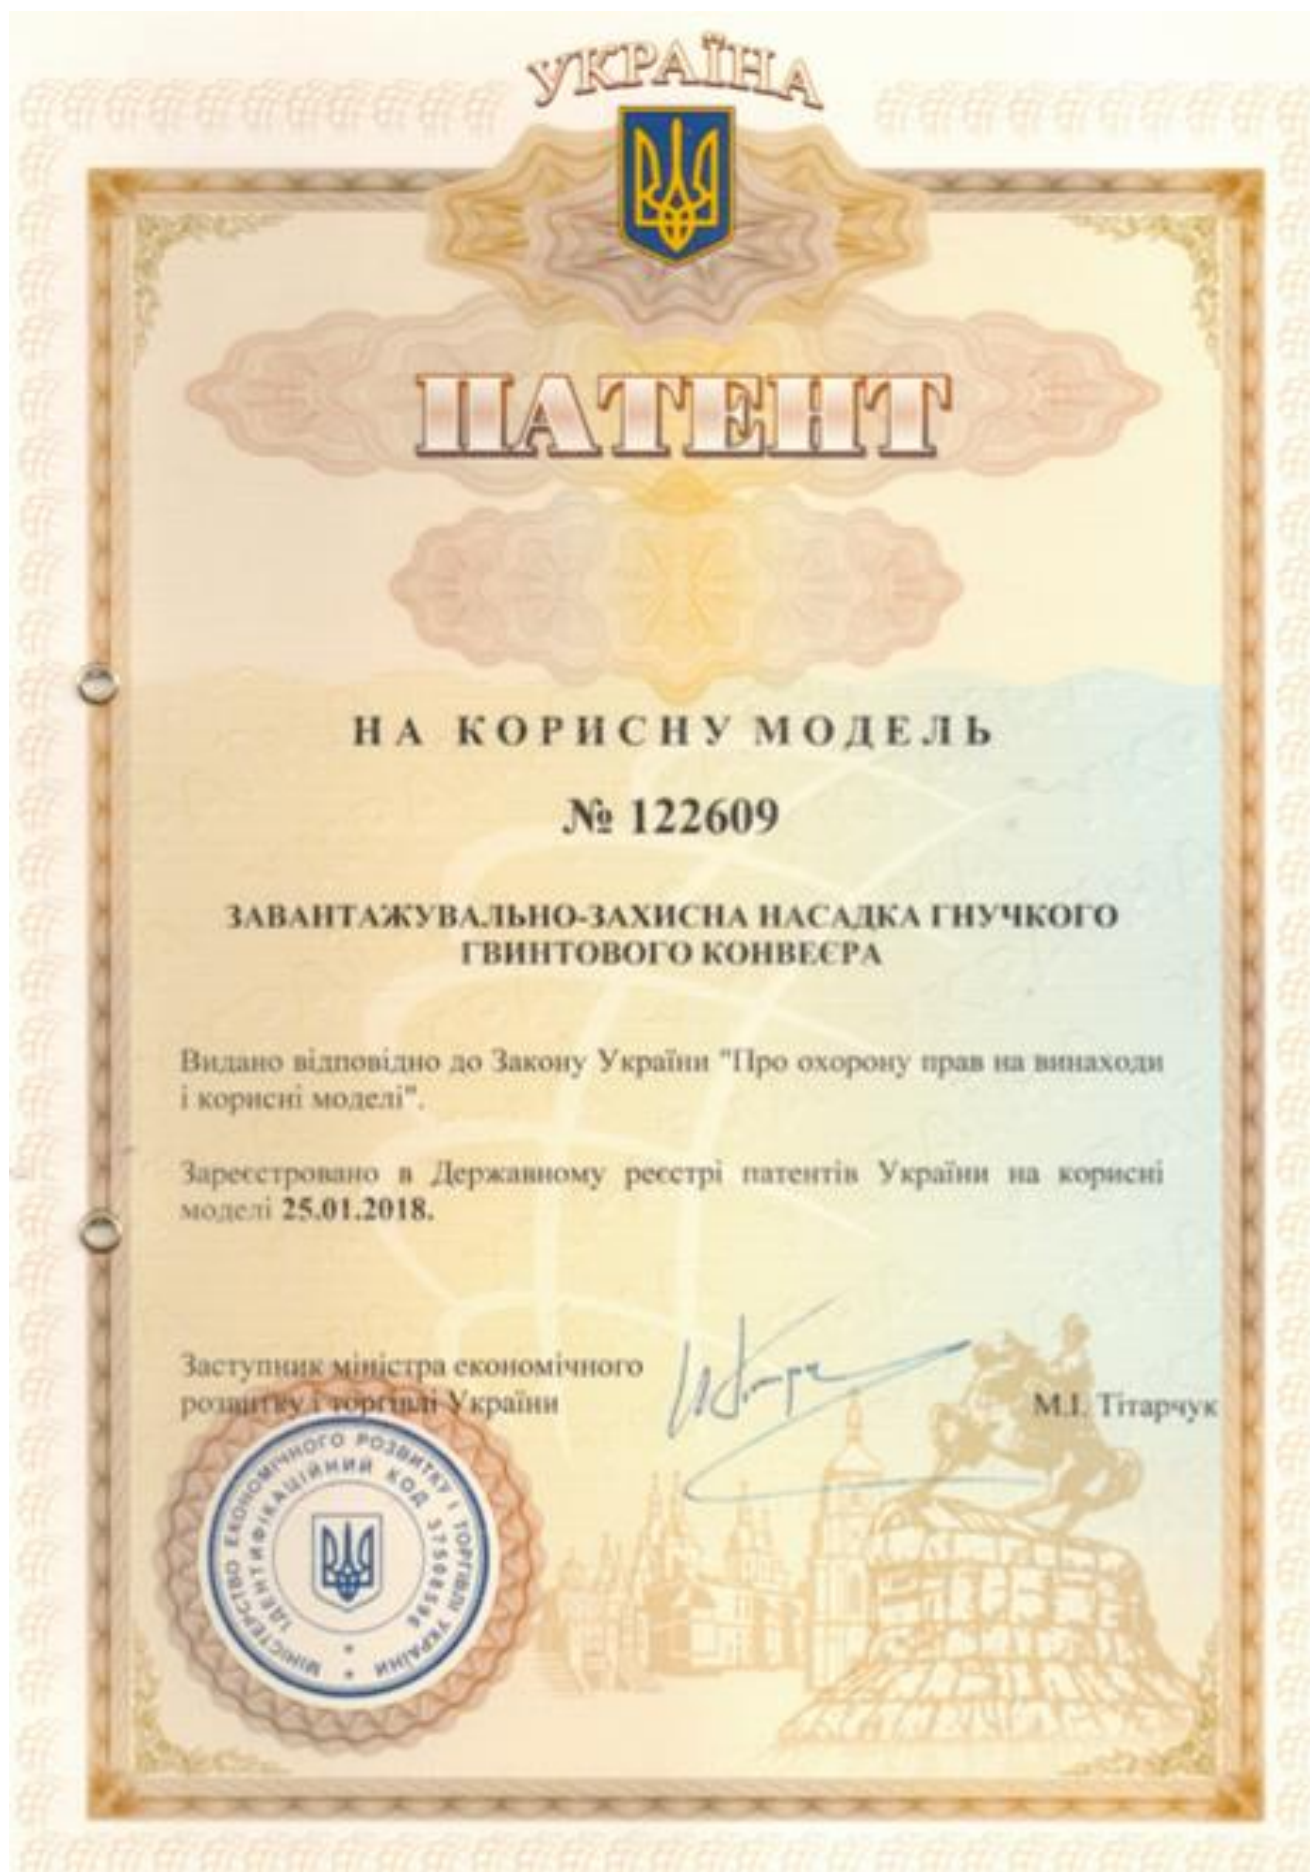 УКРАЇНА
ПАТЕНТ
НА КОРИСНУ МОДЕЛЬ
№ 122609
ЗАВАНТАЖУВАЛЬНО-ЗАХИСНА НАСАДКА ГНУЧКОГО
ГВИНТОВОГО КОНВЕЄРА
Видано відповідно до Закону України "Про охорону прав на винаходи
і корисні моделі".
Зареєстровано в Державному реєстрі патентів України на корисні
моделі 25.01.2018.
Заступник міністра економічного
розвитку і торгівлі України
М.І. Тітарчук
МІНІСТЕРСТВО ЕКОНОМІЧНОГО РОЗВИТКУ І ТОРГІВЛІ УКРАЇНИ
ІДЕНТИФІКАЦІЙНИЙ КОД 37508596